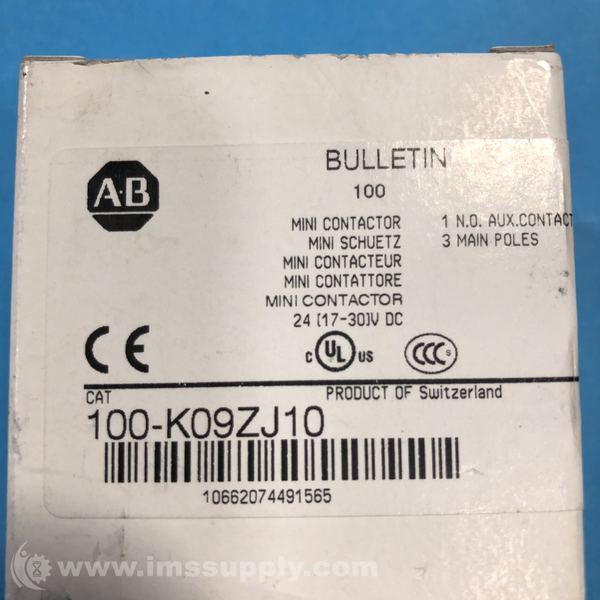 A·B
BULLETIN
100
MINI CONTACTOR 1 N.O. AUX.CONTACT
MINI SCHUETZ 3 MAIN POLES
MINI CONTACTEUR
MINI CONTATTORE
MINI CONTACTOR
24 (17-30)V DC
CE
C UL US
CCC S
CAT
PRODUCT OF Switzerland
100-K09ZJ10
10662074491565
www.imssupply.com